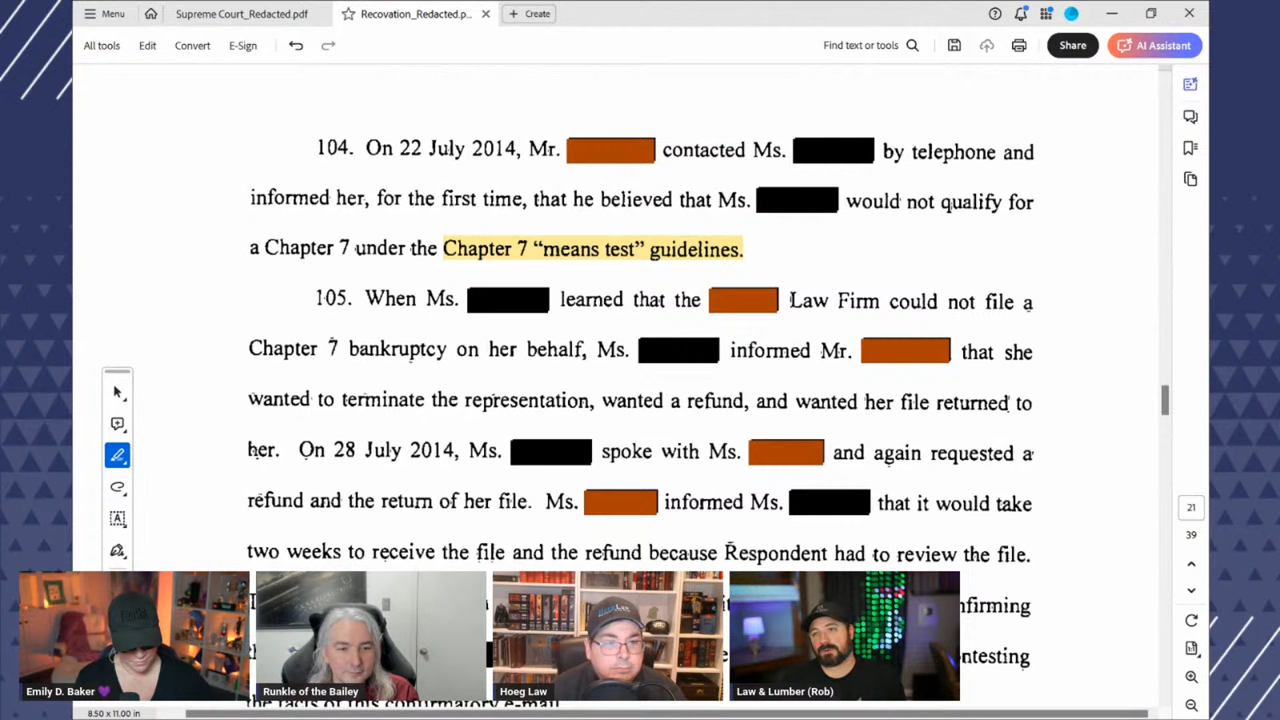 Menu
Supreme Court_Redacted.pdf
Recovation_Redacted.p...
Create
All tools
Edit
Convert
E-Sign
Find text or tools
Share
AI Assistant
104. On 22 July 2014, Mr. contacted Ms. by telephone and
informed her, for the first time, that he believed that Ms. would not qualify for
a Chapter 7 under the Chapter 7 “means test” guidelines.
105. When Ms. learned that the Law Firm could not file a
Chapter 7 bankruptcy on her behalf, Ms. informed Mr. that she
wanted to terminate the representation, wanted a refund, and wanted her file returned to
her. On 28 July 2014, Ms. spoke with Ms. and again requested a
refund and the return of her file. Ms. informed Ms. that it would take
two weeks to receive the file and the refund because Respondent had to review the file.
nfirming
ntesting
the facts of this confirmatory e-mail
21
39
Emily D. Baker 💜
Runkle of the Bailey
Hoeg Law
Law & Lumber (Rob)
8.50 x 11.00 in